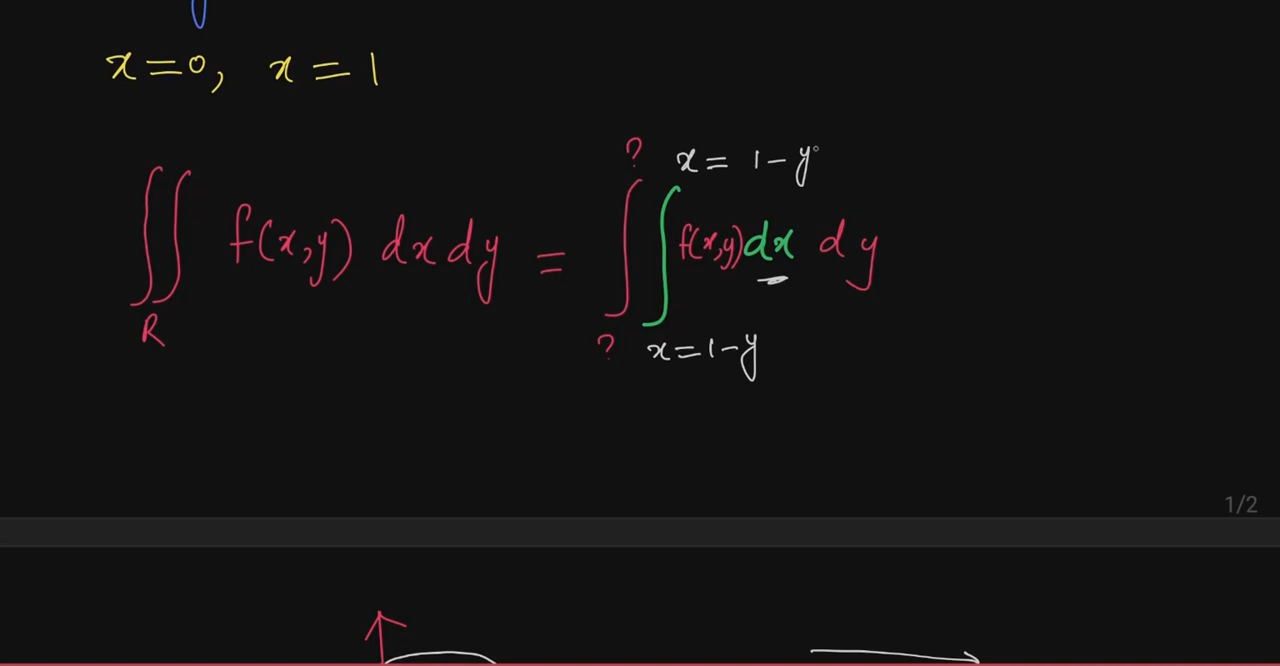 x=0, x=1
∬_R f(x,y) dx dy = ∫_?^? ∫_{x=1-y}^{x=1-y°} f(x,y)dx dy
1/2